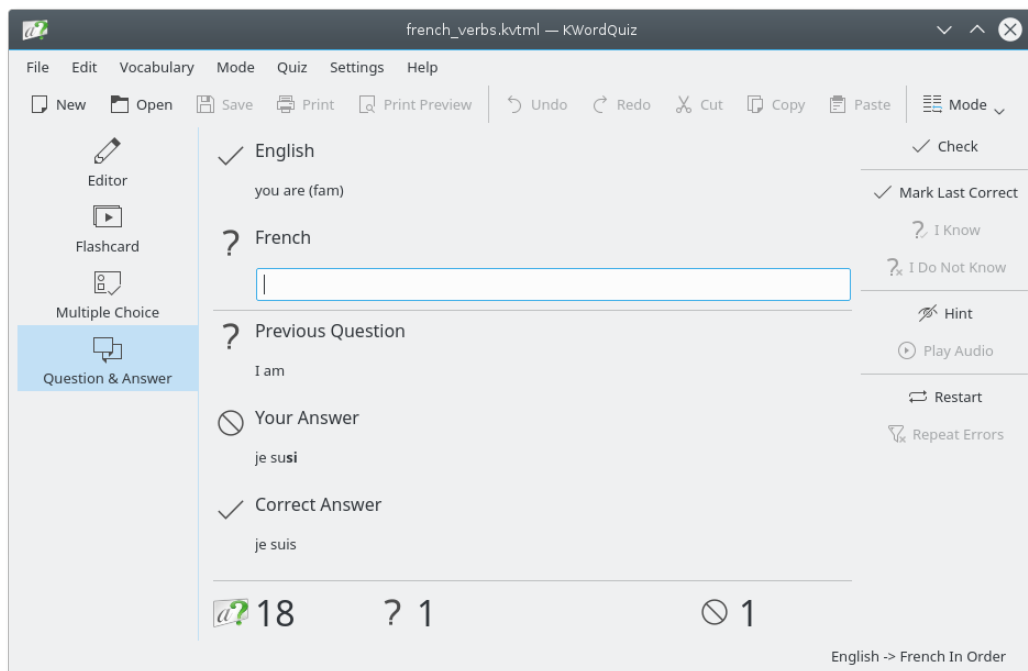 french_verbs.kvtml — KWordQuiz
File Edit Vocabulary Mode Quiz Settings Help
New Open Save Print Print Preview Undo Redo Cut Copy Paste Mode
Editor
Flashcard
Multiple Choice
Question & Answer
English
you are (fam)
? French
? Previous Question
I am
Your Answer
je susi
Correct Answer
je suis
a? 18 ? 1 1
Check
Mark Last Correct
I Know
I Do Not Know
Hint
Play Audio
Restart
Repeat Errors
English -> French In Order